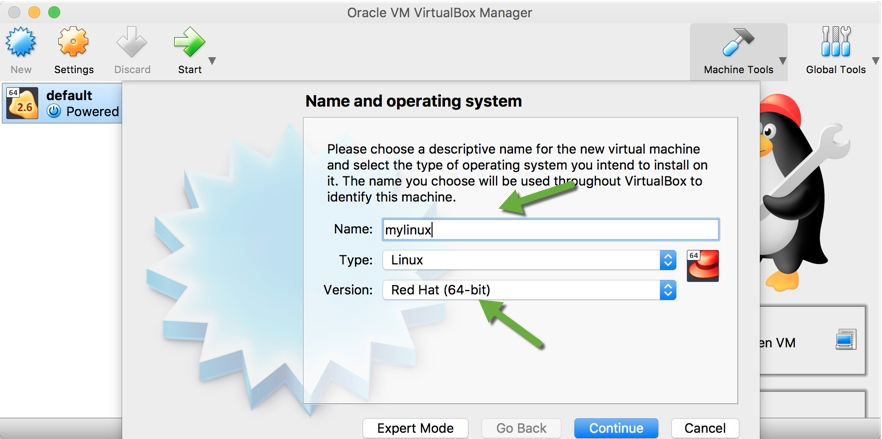 Oracle VM VirtualBox Manager
New
Settings
Discard
Start
Machine Tools
Global Tools
64
2.6
default
Powered
Name and operating system
Please choose a descriptive name for the new virtual machine
and select the type of operating system you intend to install on
it. The name you choose will be used throughout VirtualBox to
identify this machine.
Name: mylinux
Type: Linux
64
Version: Red Hat (64-bit)
en VM
Expert Mode
Go Back
Continue
Cancel